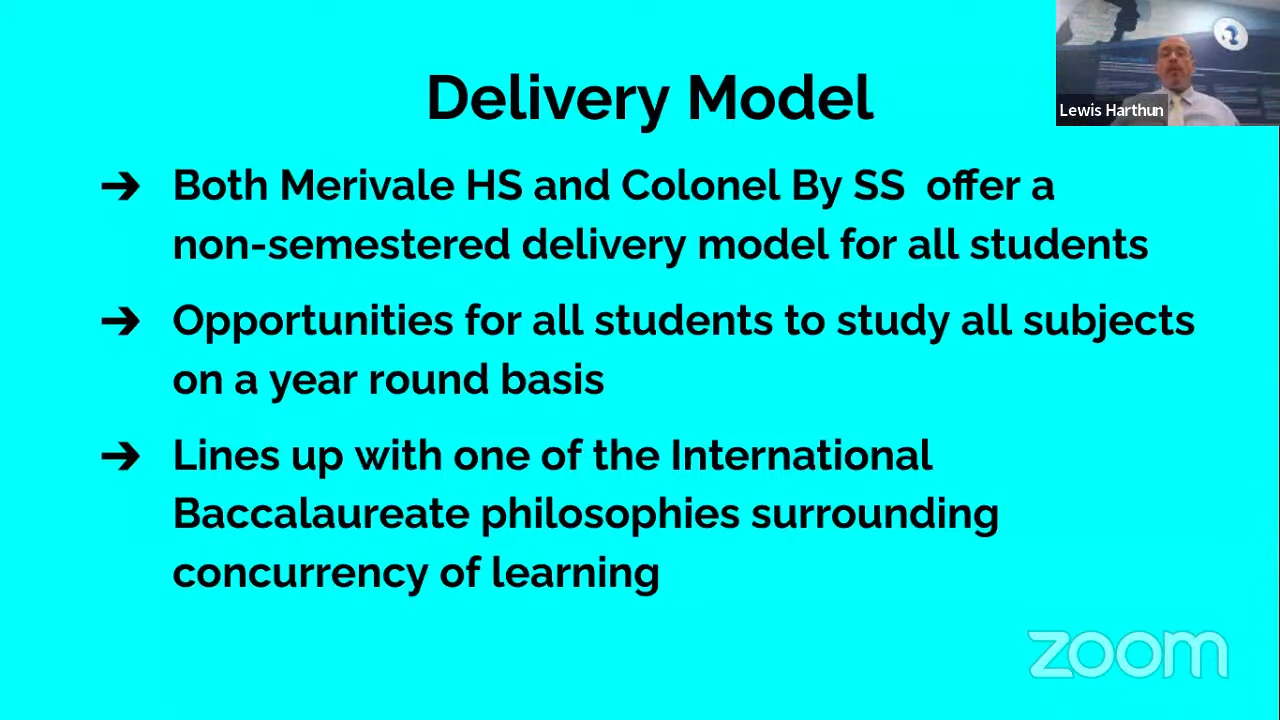 Delivery Model
Lewis Harthun
➔ Both Merivale HS and Colonel By SS offer a
non-semestered delivery model for all students
➔ Opportunities for all students to study all subjects
on a year round basis
➔ Lines up with one of the International
Baccalaureate philosophies surrounding
concurrency of learning
zoom